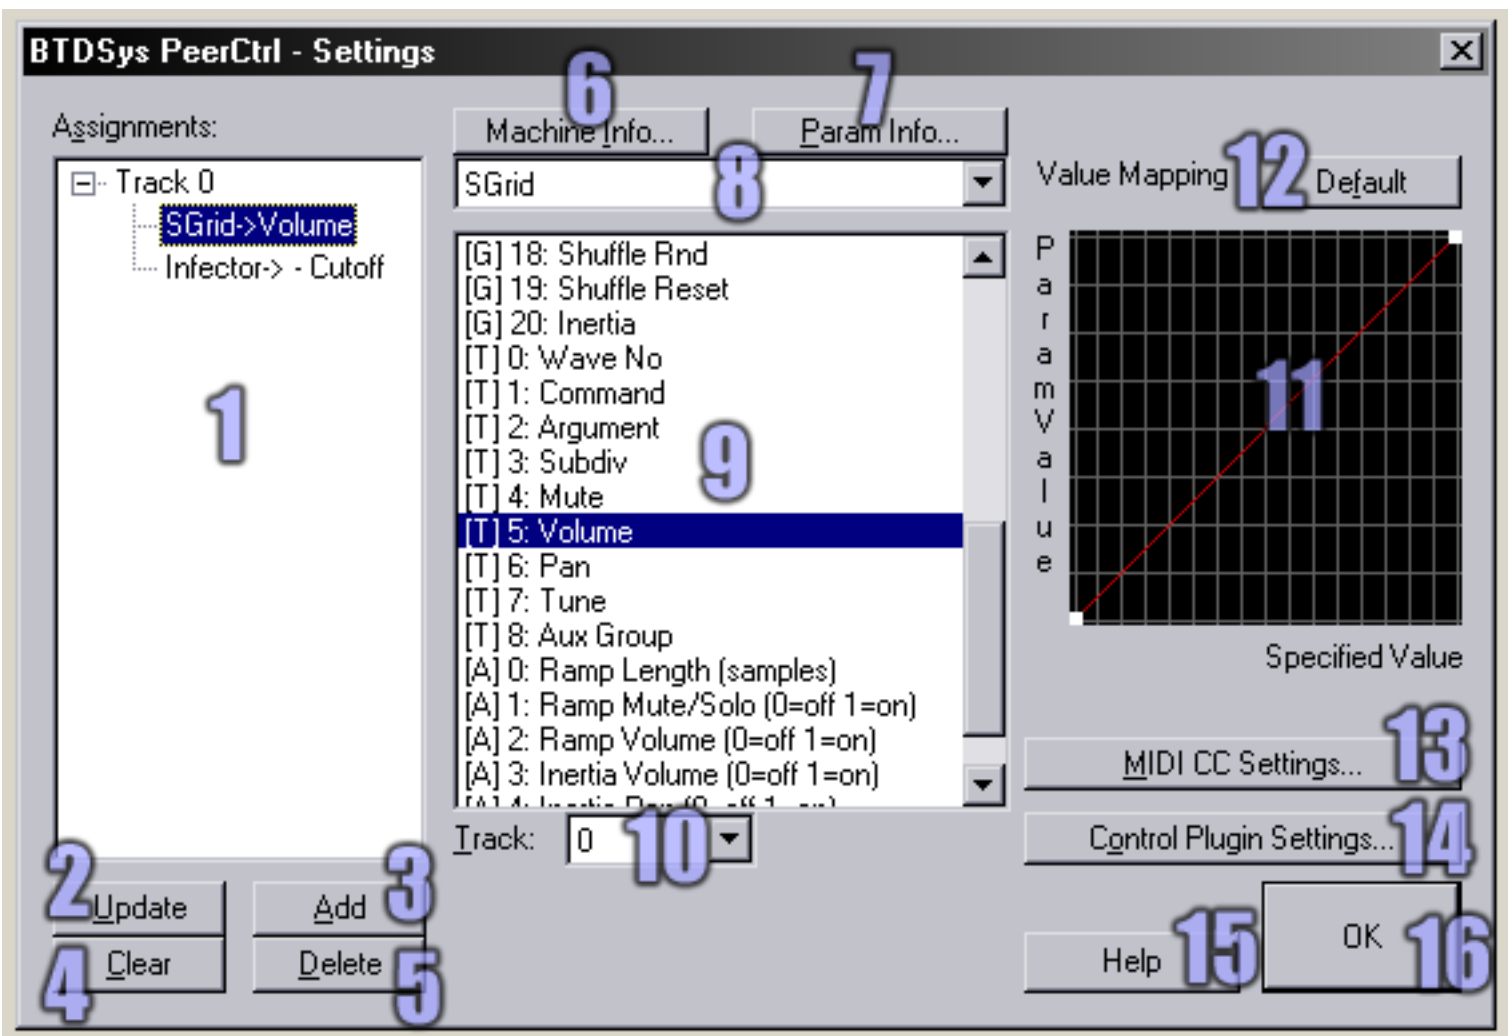 BTDSys PeerCtrl - Settings
6
7
Assignments:
Machine Info...
Param Info...
Track 0
SGrid->Volume
Infector-> - Cutoff
1
SGrid
8
[G] 18: Shuffle Rnd
[G] 19: Shuffle Reset
[G] 20: Inertia
[T] 0: Wave No
[T] 1: Command
[T] 2: Argument
[T] 3: Subdiv
[T] 4: Mute
[T] 5: Volume
[T] 6: Pan
[T] 7: Tune
[T] 8: Aux Group
[A] 0: Ramp Length (samples)
[A] 1: Ramp Mute/Solo (0=off 1=on)
[A] 2: Ramp Volume (0=off 1=on)
[A] 3: Inertia Volume (0=off 1=on)
9
Track: 0
10
Value Mapping
12
Default
Param Value
11
Specified Value
MIDI CC Settings...
13
Control Plugin Settings...
14
2
Update
Add
3
4
Clear
Delete
5
Help
15
OK
16